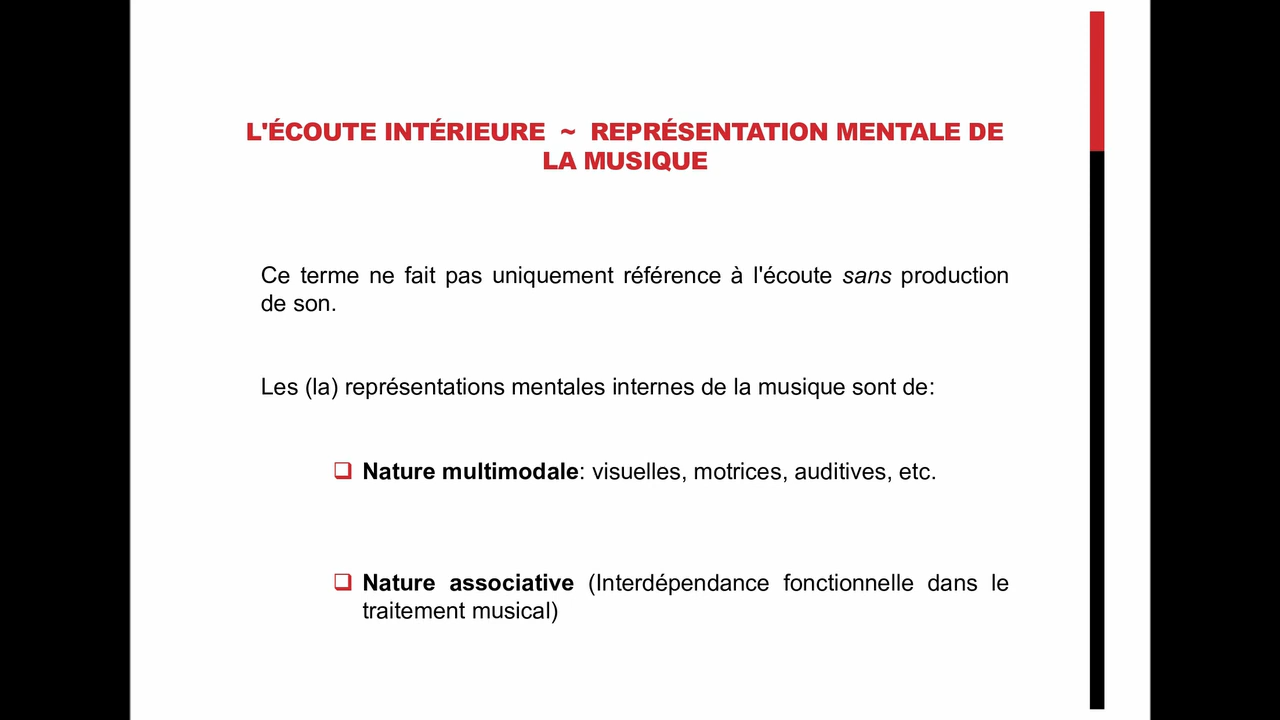 L'ÉCOUTE INTÉRIEURE ~ REPRÉSENTATION MENTALE DE
LA MUSIQUE
Ce terme ne fait pas uniquement référence à l'écoute sans production
de son.
Les (la) représentations mentales internes de la musique sont de:
❑ Nature multimodale: visuelles, motrices, auditives, etc.
❑ Nature associative (Interdépendance fonctionnelle dans le
traitement musical)